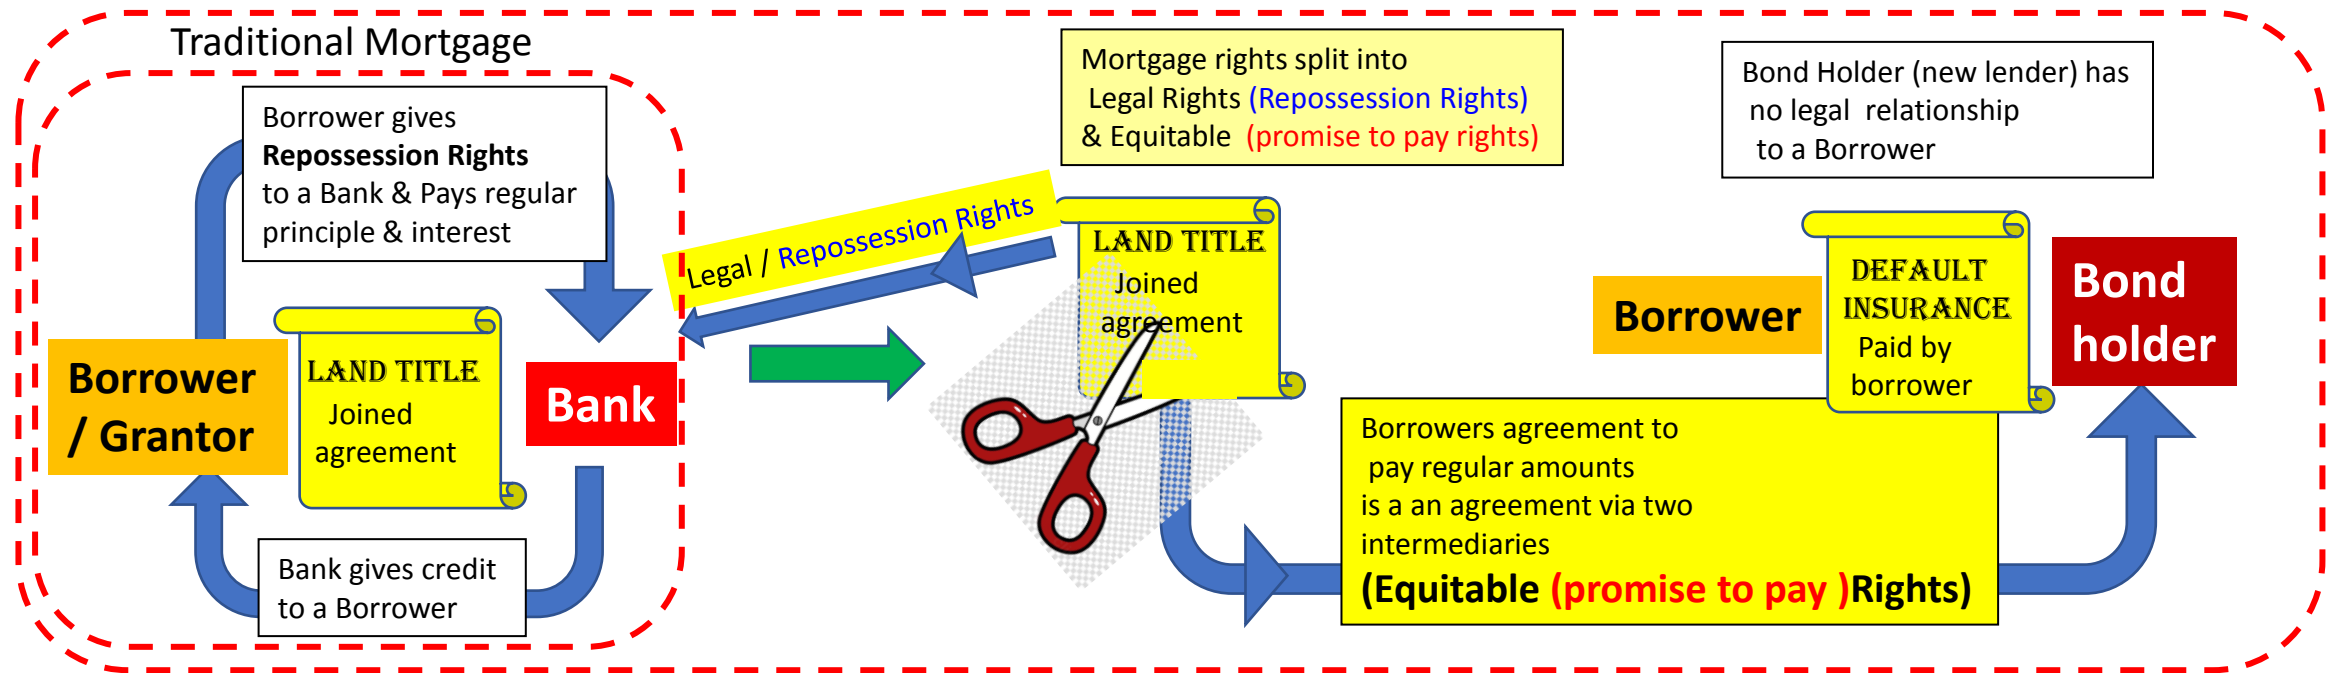 Traditional Mortgage
Borrower gives
Repossession Rights
to a Bank & Pays regular
principle & interest
Borrower
/ Grantor
LAND TITLE
Joined
agreement
Bank
Bank gives credit
to a Borrower
Legal / Repossession Rights
Mortgage rights split into
Legal Rights (Repossession Rights)
& Equitable (promise to pay rights)
LAND TITLE
Joined
agreement
Bond Holder (new lender) has
no legal relationship
to a Borrower
Borrower
DEFAULT
INSURANCE
Paid by
borrower
Bond
holder
Borrowers agreement to
pay regular amounts
is a an agreement via two
intermediaries
(Equitable (promise to pay )Rights)